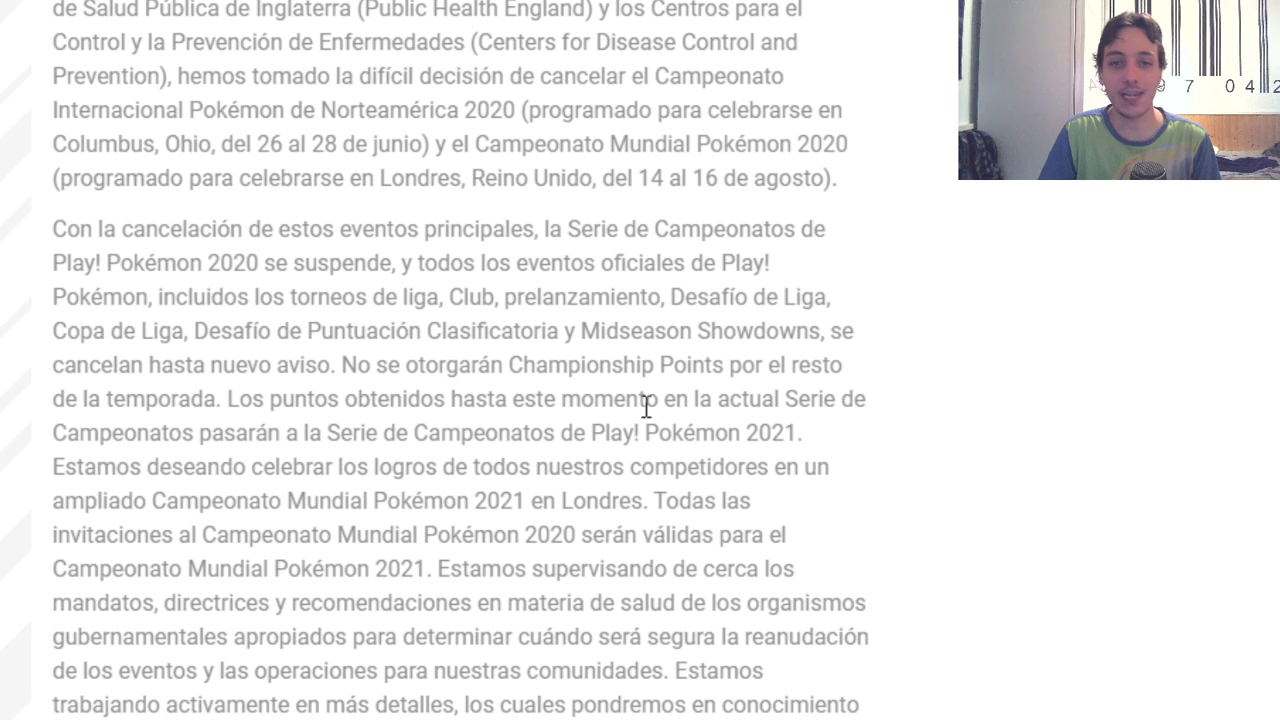 de Salud Pública de Inglaterra (Public Health England) y los Centros para el
Control y la Prevención de Enfermedades (Centers for Disease Control and
Prevention), hemos tomado la difícil decisión de cancelar el Campeonato
Internacional Pokémon de Norteamérica 2020 (programado para celebrarse en
Columbus, Ohio, del 26 al 28 de junio) y el Campeonato Mundial Pokémon 2020
(programado para celebrarse en Londres, Reino Unido, del 14 al 16 de agosto).
Con la cancelación de estos eventos principales, la Serie de Campeonatos de
Play! Pokémon 2020 se suspende, y todos los eventos oficiales de Play!
Pokémon, incluidos los torneos de liga, Club, prelanzamiento, Desafío de Liga,
Copa de Liga, Desafío de Puntuación Clasificatoria y Midseason Showdowns, se
cancelan hasta nuevo aviso. No se otorgarán Championship Points por el resto
de la temporada. Los puntos obtenidos hasta este momento en la actual Serie de
Campeonatos pasarán a la Serie de Campeonatos de Play! Pokémon 2021.
Estamos deseando celebrar los logros de todos nuestros competidores en un
ampliado Campeonato Mundial Pokémon 2021 en Londres. Todas las
invitaciones al Campeonato Mundial Pokémon 2020 serán válidas para el
Campeonato Mundial Pokémon 2021. Estamos supervisando de cerca los
mandatos, directrices y recomendaciones en materia de salud de los organismos
gubernamentales apropiados para determinar cuándo será segura la reanudación
de los eventos y las operaciones para nuestras comunidades. Estamos
trabajando activamente en más detalles, los cuales pondremos en conocimiento
9 7 0 4 2